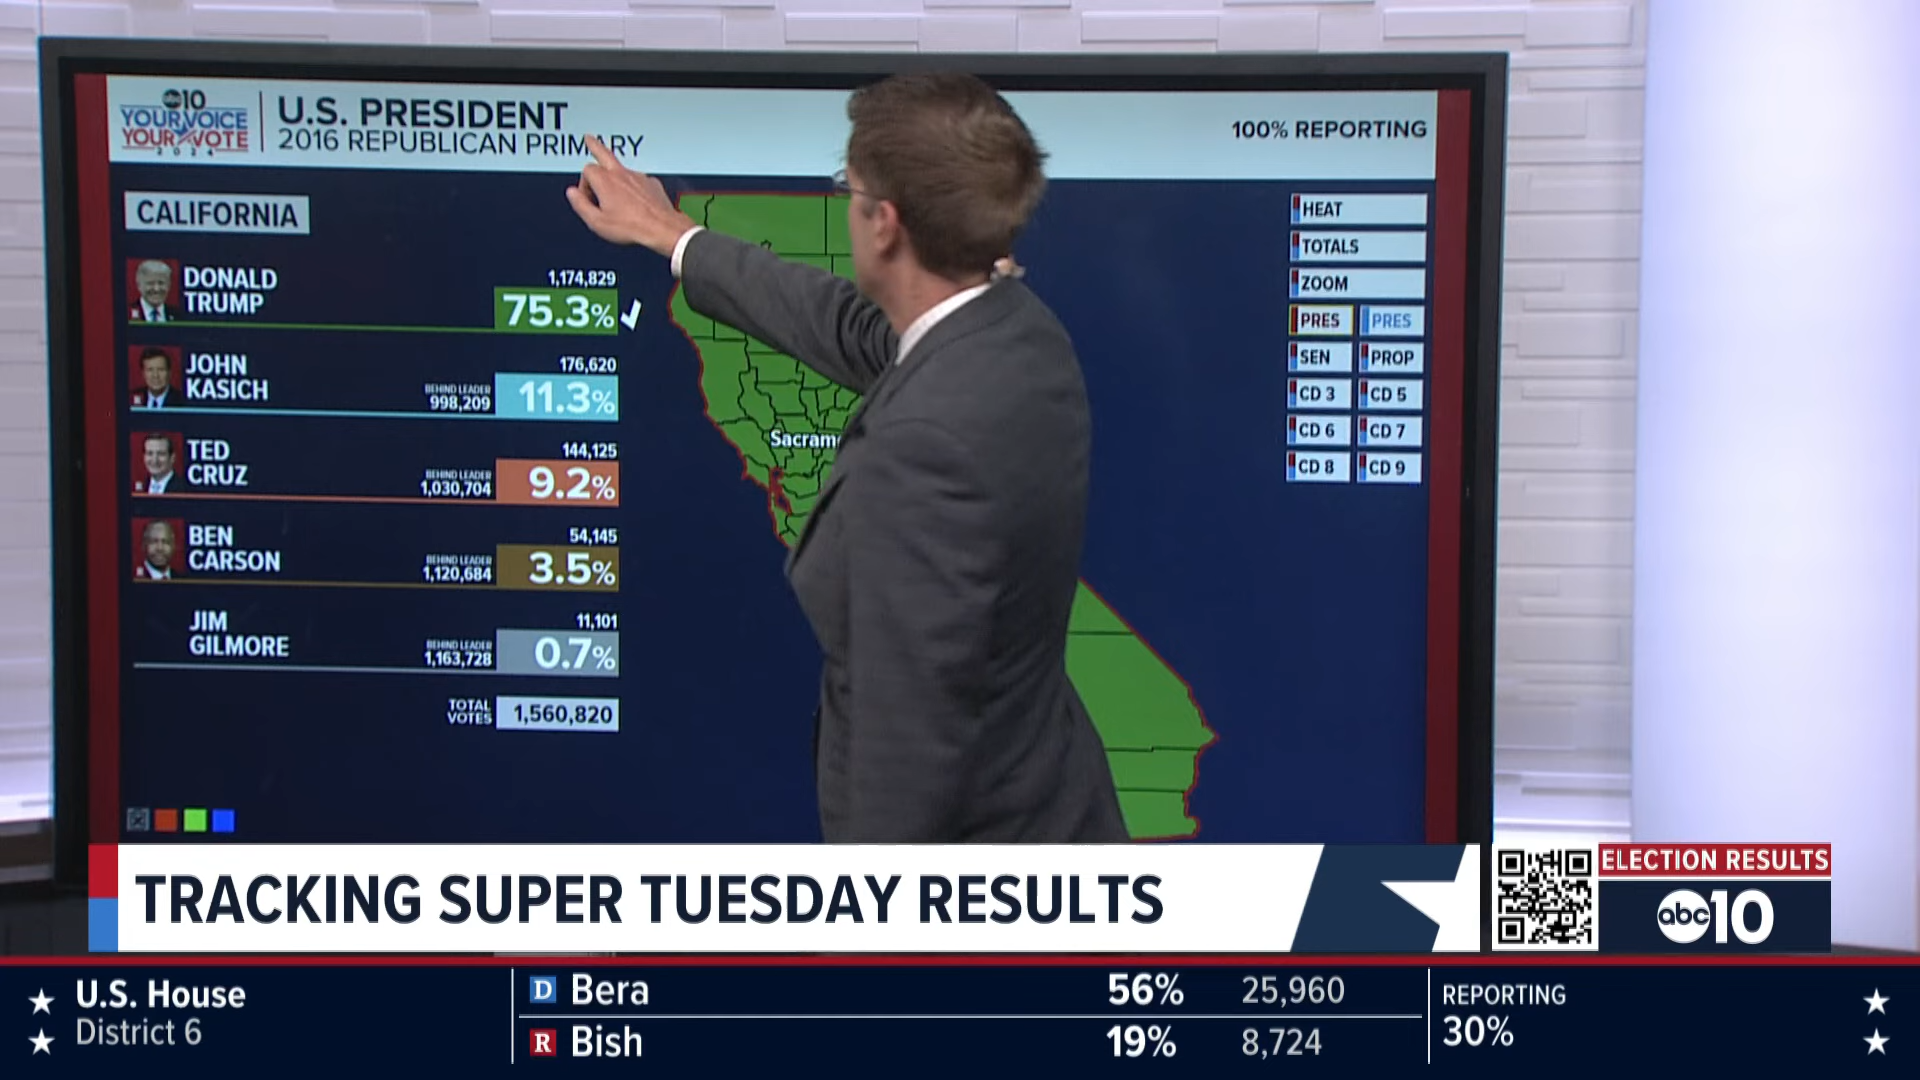 abc10
YOUR VOICE
YOUR VOTE
2024
U.S. PRESIDENT
2016 REPUBLICAN PRIMARY
100% REPORTING
CALIFORNIA
DONALD
TRUMP
1,174,829
75.3%
JOHN
KASICH
BEHIND LEADER
998,209
176,620
11.3%
TED
CRUZ
BEHIND LEADER
1,030,704
144,125
9.2%
BEN
CARSON
BEHIND LEADER
1,120,684
54,145
3.5%
JIM
GILMORE
BEHIND LEADER
1,163,728
11,101
0.7%
TOTAL
VOTES
1,560,820
Sacram
HEAT
TOTALS
ZOOM
PRES PRES
SEN PROP
CD 3 CD 5
CD 6 CD 7
CD 8 CD 9
TRACKING SUPER TUESDAY RESULTS
ELECTION RESULTS
abc10
U.S. House
District 6
D Bera 56% 25,960
R Bish 19% 8,724
REPORTING
30%